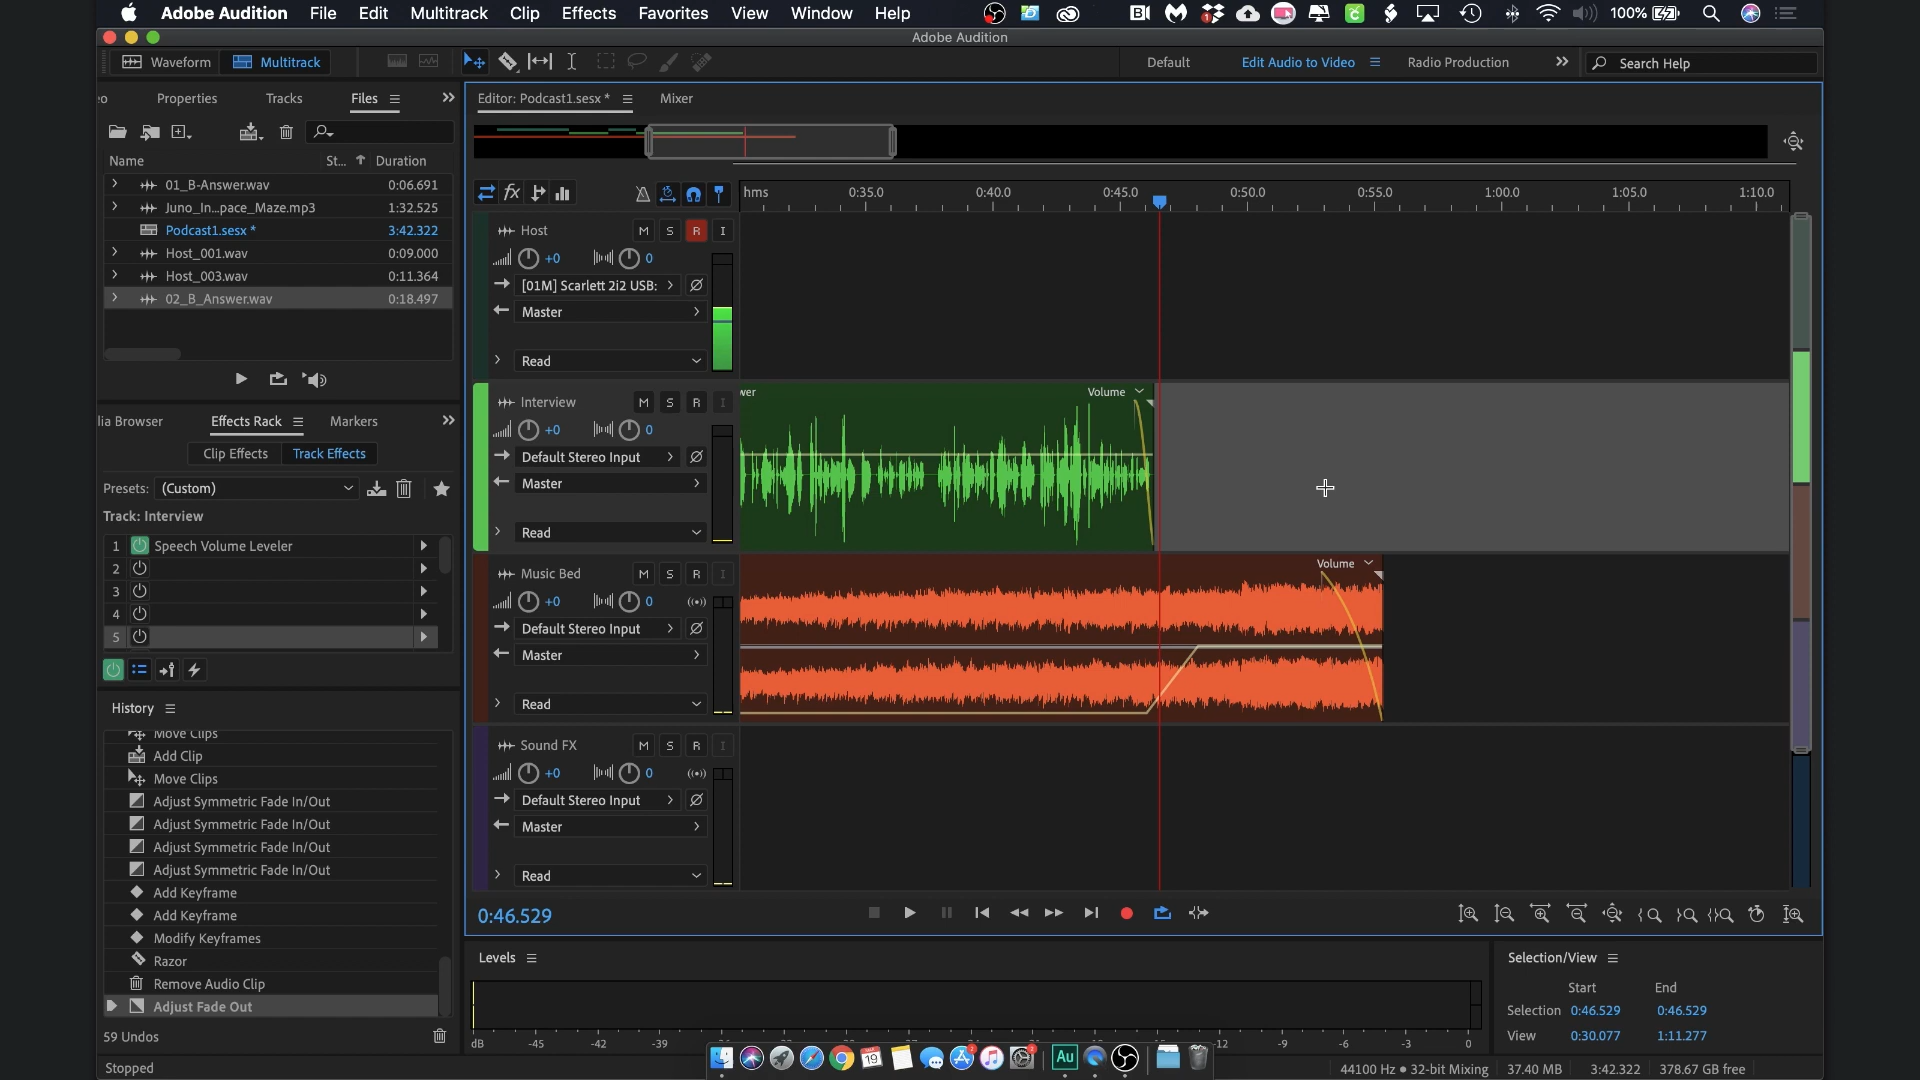 Adobe Audition File Edit Multitrack Clip Effects Favorites View Window Help 100%
Adobe Audition
Waveform Multitrack Default Edit Audio to Video Radio Production Search Help
Properties Tracks Files
Editor: Podcast1.sesx * Mixer
Name St... Duration
01_B-Answer.wav 0:06.691
Juno_In...pace_Maze.mp3 1:32.525
Podcast1.sesx * 3:42.322
Host_001.wav 0:09.000
Host_003.wav 0:11.364
02_B_Answer.wav 0:18.497
hms 0:35.0 0:40.0 0:45.0 0:50.0 0:55.0 1:00.0 1:05.0 1:10.0
Host M S R I
+0 0
[01M] Scarlett 2i2 USB:
Master
Read
lia Browser Effects Rack Markers
Clip Effects Track Effects
Presets: (Custom)
Track: Interview
1 Speech Volume Leveler
2
3
4
5
Interview M S R I
wer Volume
+0 0
Default Stereo Input
Master
Read
Music Bed M S R I
Volume
+0 0
Default Stereo Input
Master
Read
Sound FX M S R I
+0 0
Default Stereo Input
Master
Read
History
Move Clips
Add Clip
Move Clips
Adjust Symmetric Fade In/Out
Adjust Symmetric Fade In/Out
Adjust Symmetric Fade In/Out
Adjust Symmetric Fade In/Out
Add Keyframe
Add Keyframe
Modify Keyframes
Razor
Remove Audio Clip
Adjust Fade Out
59 Undos
Stopped
0:46.529
Levels
dB -45 -42 -39 -12 -9 -6 -3 0
Selection/View
Start End
Selection 0:46.529 0:46.529
View 0:30.077 1:11.277
19
Au
44100 Hz ● 32-bit Mixing 37.40 MB 3:42.322 378.67 GB free